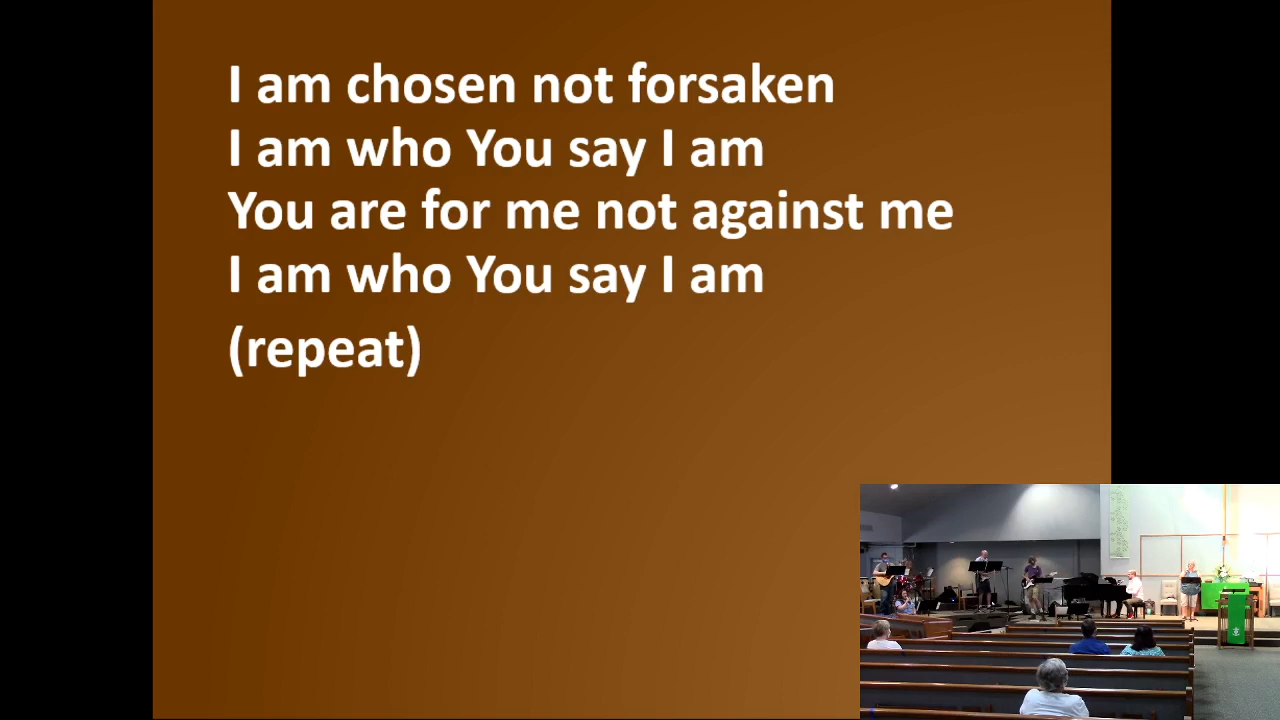 I am chosen not forsaken
I am who You say I am
You are for me not against me
I am who You say I am
(repeat)